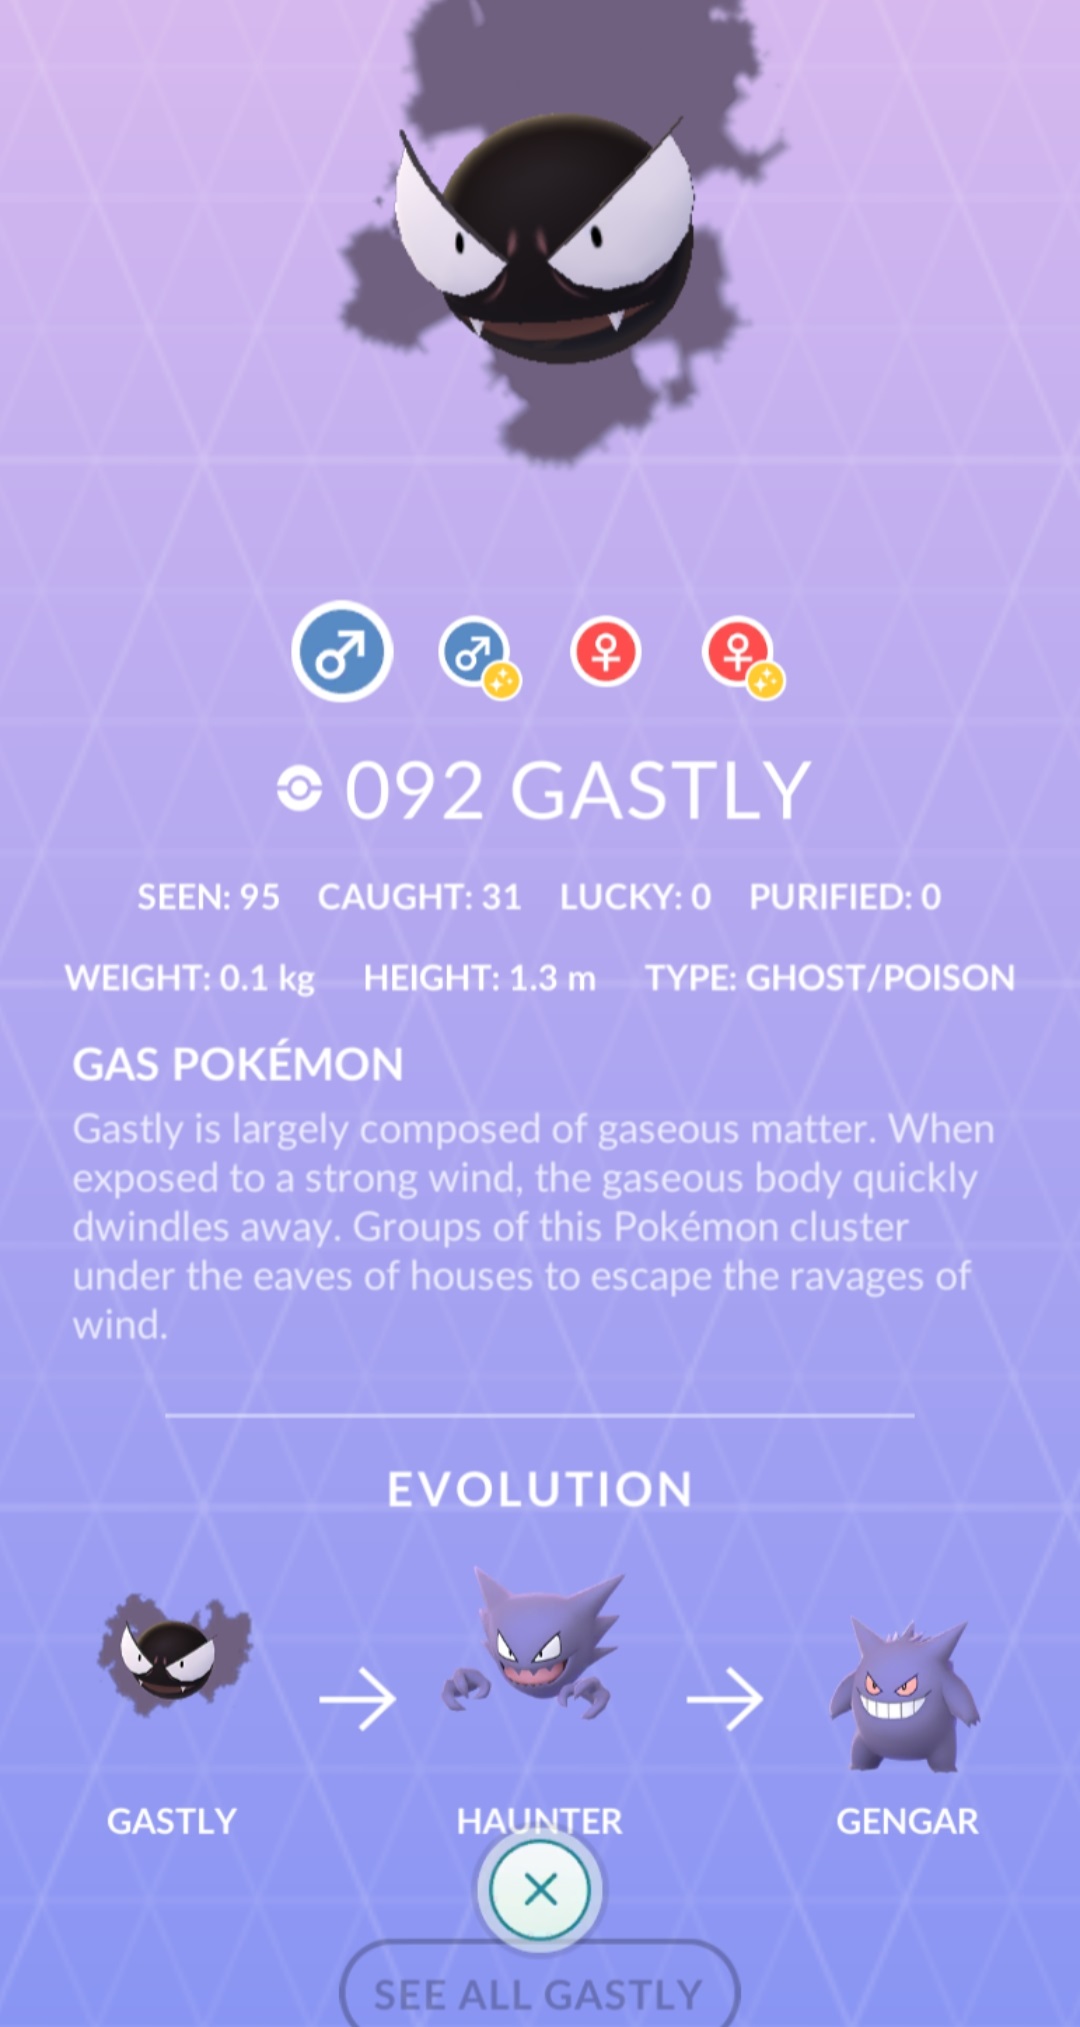 092 GASTLY
SEEN: 95 CAUGHT: 31 LUCKY: 0 PURIFIED: 0
WEIGHT: 0.1 kg HEIGHT: 1.3 m TYPE: GHOST/POISON
GAS POKÉMON
Gastly is largely composed of gaseous matter. When
exposed to a strong wind, the gaseous body quickly
dwindles away. Groups of this Pokémon cluster
under the eaves of houses to escape the ravages of
wind.
EVOLUTION
GASTLY HAUNTER GENGAR
SEE ALL GASTLY